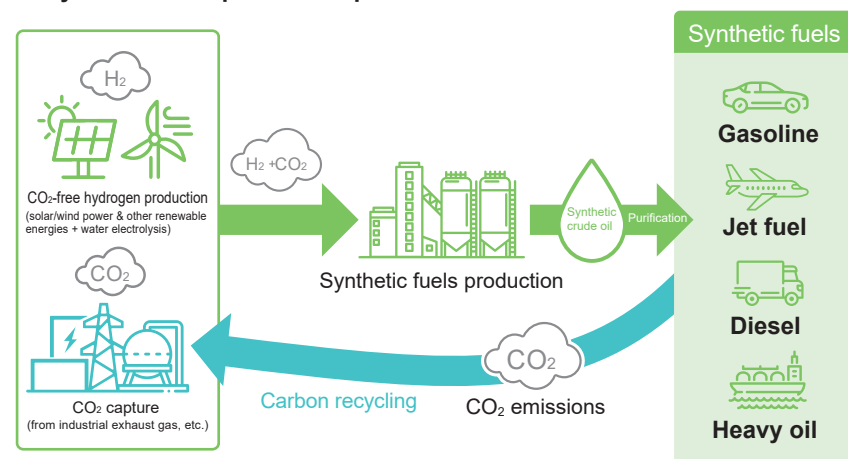 H2
CO2-free hydrogen production
(solar/wind power & other renewable
energies + water electrolysis)
CO2
CO2 capture
(from industrial exhaust gas, etc.)
H2 +CO2
Synthetic fuels production
Synthetic
crude oil
Purification
Carbon recycling
CO2
CO2 emissions
Synthetic fuels
Gasoline
Jet fuel
Diesel
Heavy oil